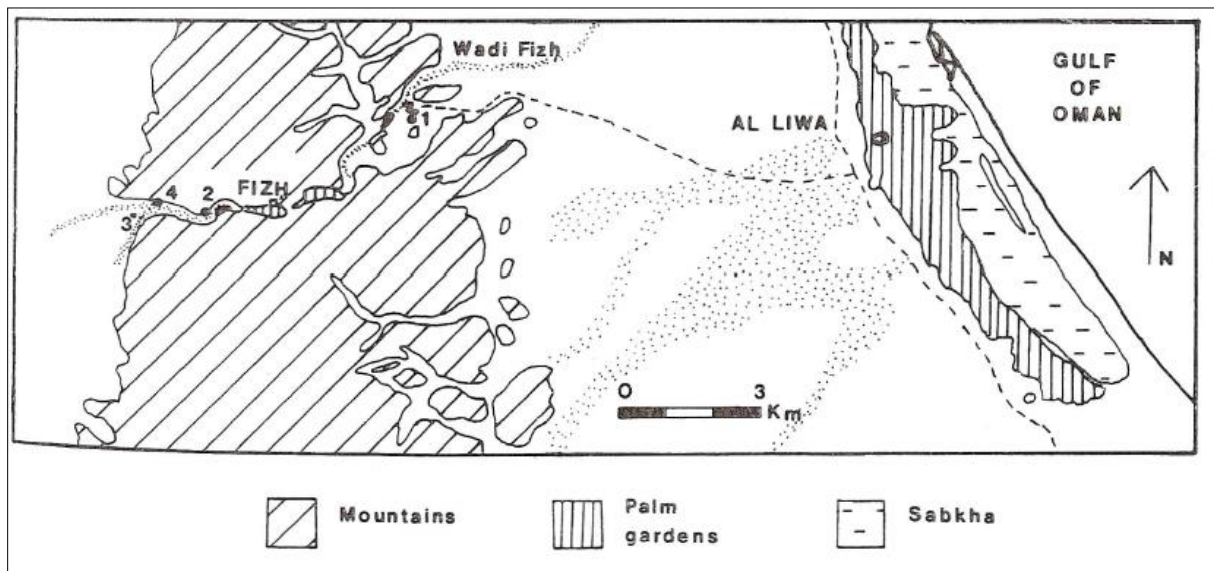 Wadi Fizh
GULF
OF
OMAN
1
AL LIWA
4
2
FIZH
3
N
0 3
Km
Mountains
Palm
gardens
Sabkha